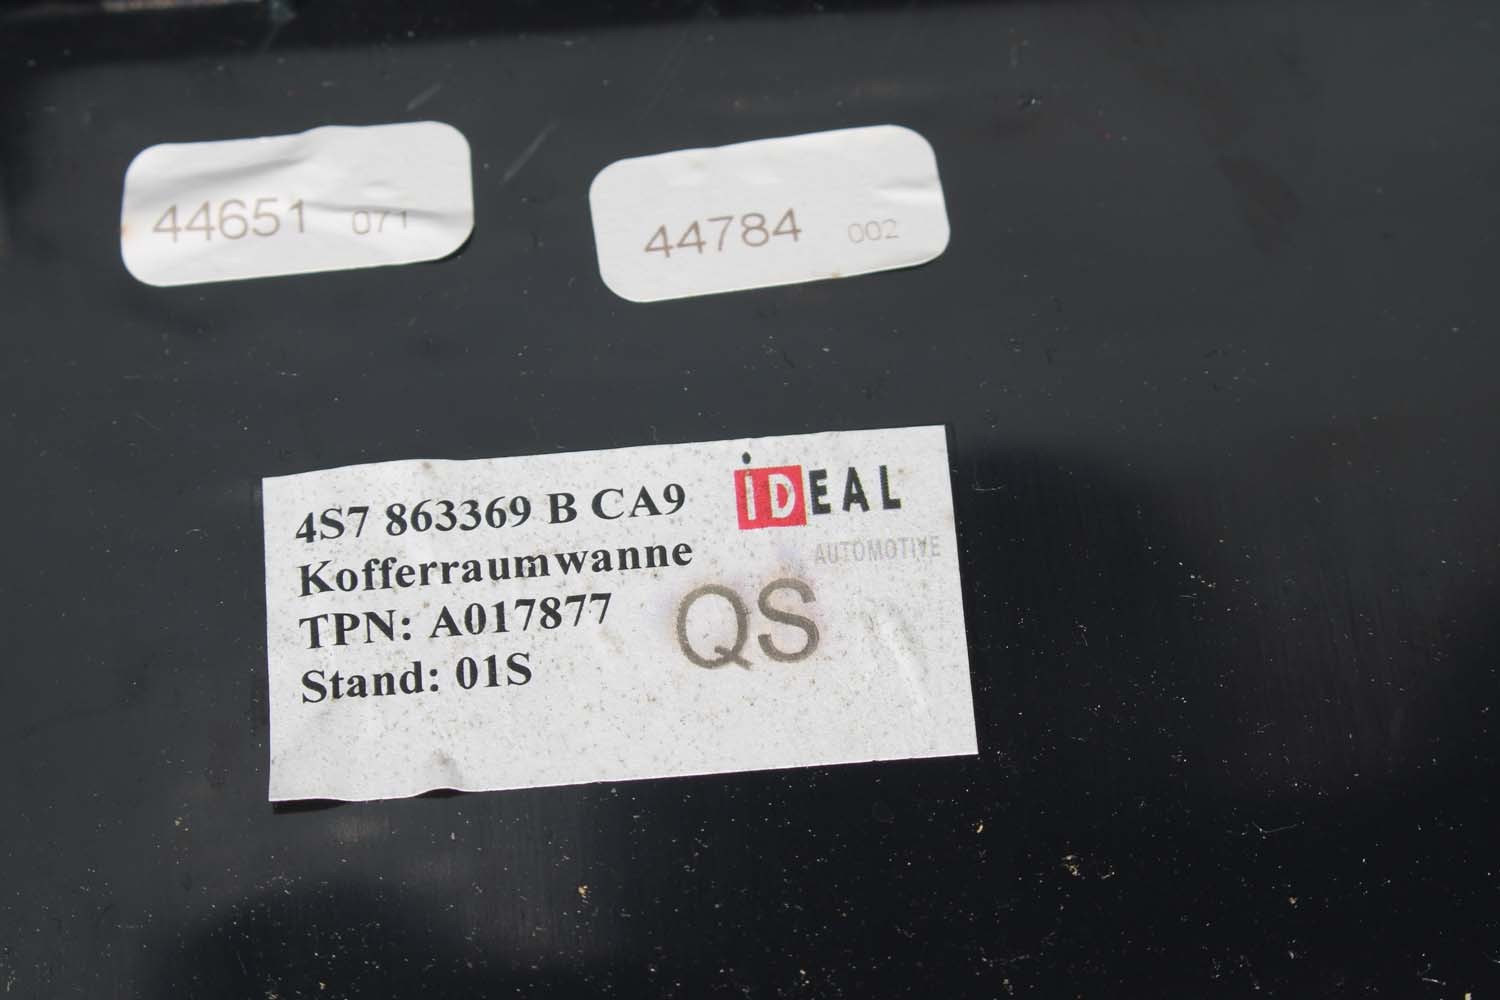 44651 071
44784 002
4S7 863369 B CA9
Kofferraumwanne
TPN: A017877
Stand: 01S
iDEAL
AUTOMOTIVE
QS